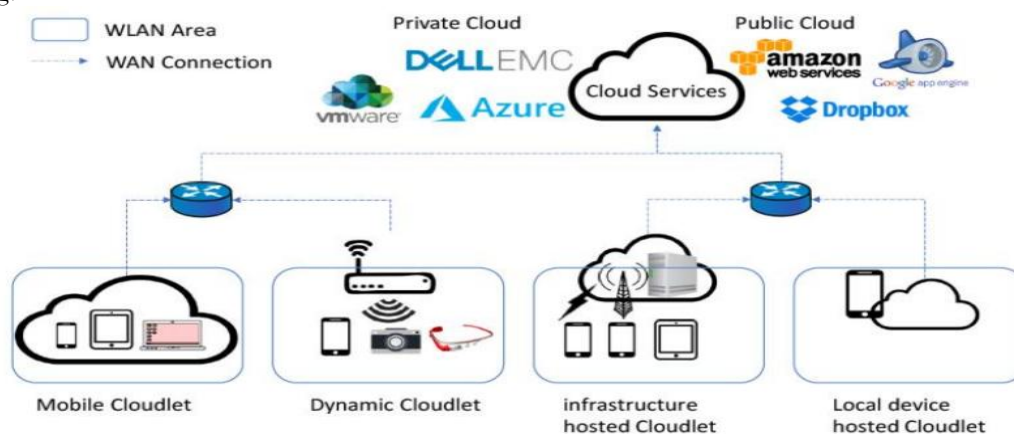 WLAN Area
WAN Connection
Private Cloud
Public Cloud
DELLEMC
vmware
Azure
Cloud Services
amazon
web services
Google app engine
Dropbox
Mobile Cloudlet
Dynamic Cloudlet
infrastructure
hosted Cloudlet
Local device
hosted Cloudlet